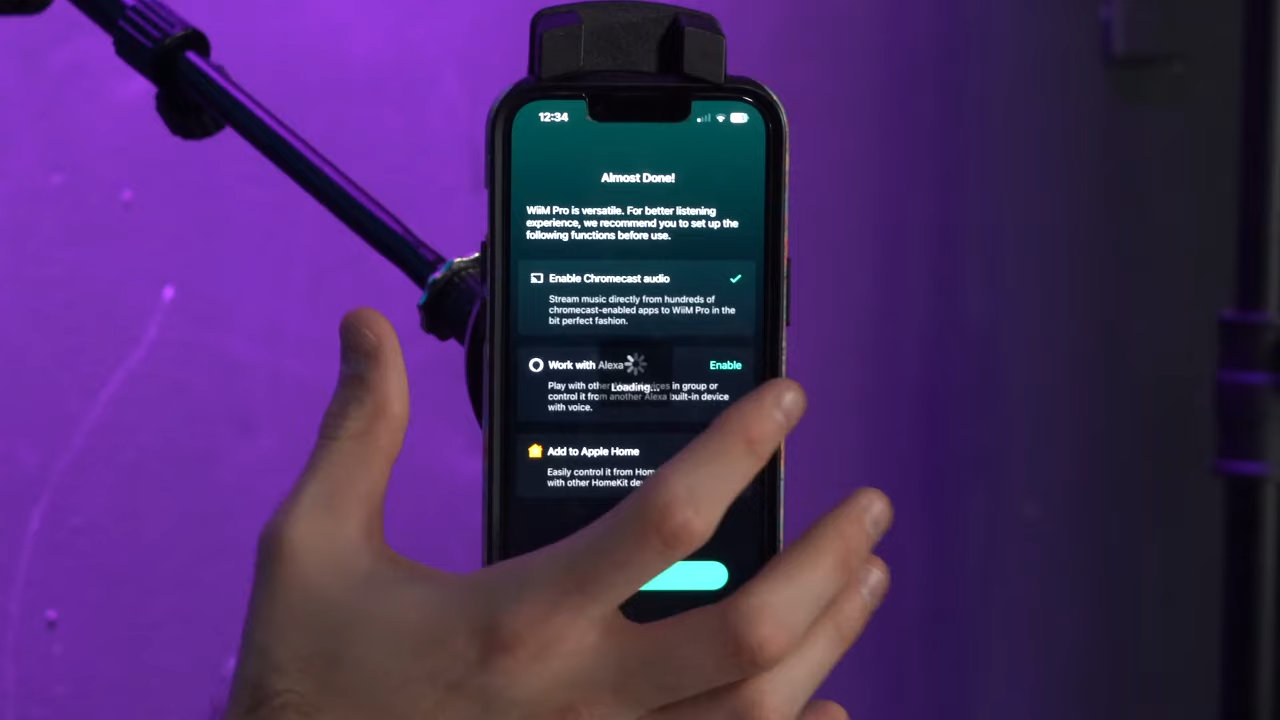 12:34
Almost Done!
WiiM Pro is versatile. For better listening
experience, we recommend you to set up the
following functions before use.
Enable Chromecast audio
Stream music directly from hundreds of
chromecast-enabled apps to WiiM Pro in the
bit perfect fashion.
Work with Alexa
Enable
Loading...
Play with other in group or
control it from another Alexa built-in device
with voice.
Add to Apple Home
Easily control it from
with other HomeKit